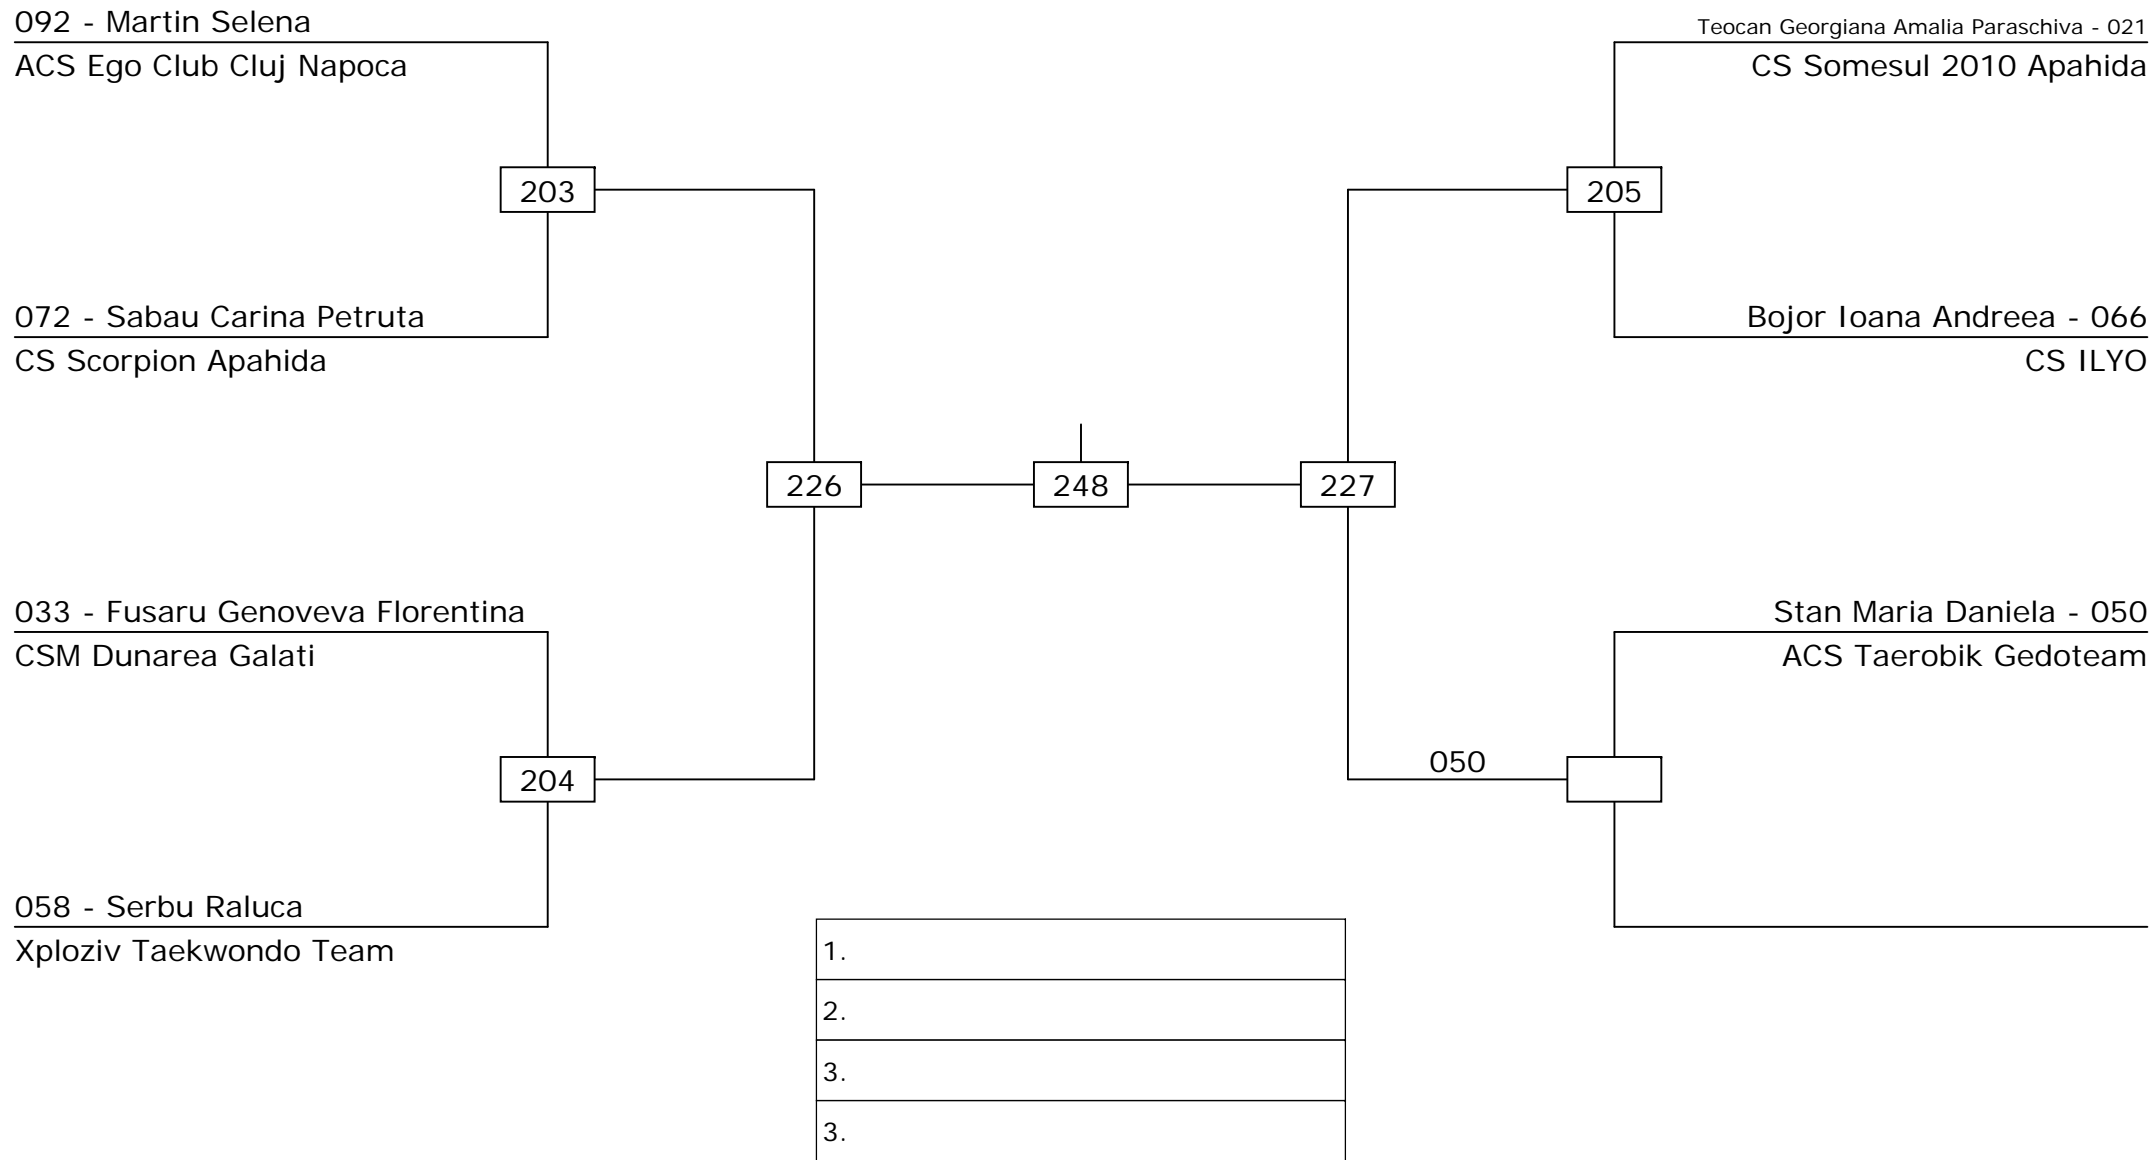 092 - Martin Selena
ACS Ego Club Cluj Napoca
203
072 - Sabau Carina Petruta
CS Scorpion Apahida
033 - Fusaru Genoveva Florentina
CSM Dunarea Galati
204
058 - Serbu Raluca
Xploziv Taekwondo Team
226
248
227
Teocan Georgiana Amalia Paraschiva - 021
CS Somesul 2010 Apahida
205
Bojor Ioana Andreea - 066
CS ILYO
Stan Maria Daniela - 050
ACS Taerobik Gedoteam
050
1.
2.
3.
3.